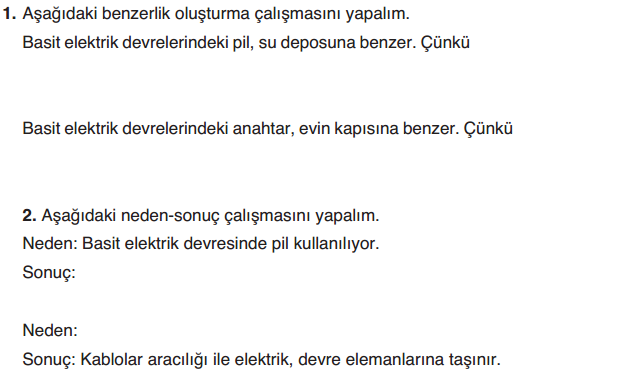 1. Aşağıdaki benzerlik oluşturma çalışmasını yapalım.
Basit elektrik devrelerindeki pil, su deposuna benzer. Çünkü
Basit elektrik devrelerindeki anahtar, evin kapısına benzer. Çünkü
2. Aşağıdaki neden-sonuç çalışmasını yapalım.
Neden: Basit elektrik devresinde pil kullanılıyor.
Sonuç:
Neden:
Sonuç: Kablolar aracılığı ile elektrik, devre elemanlarına taşınır.